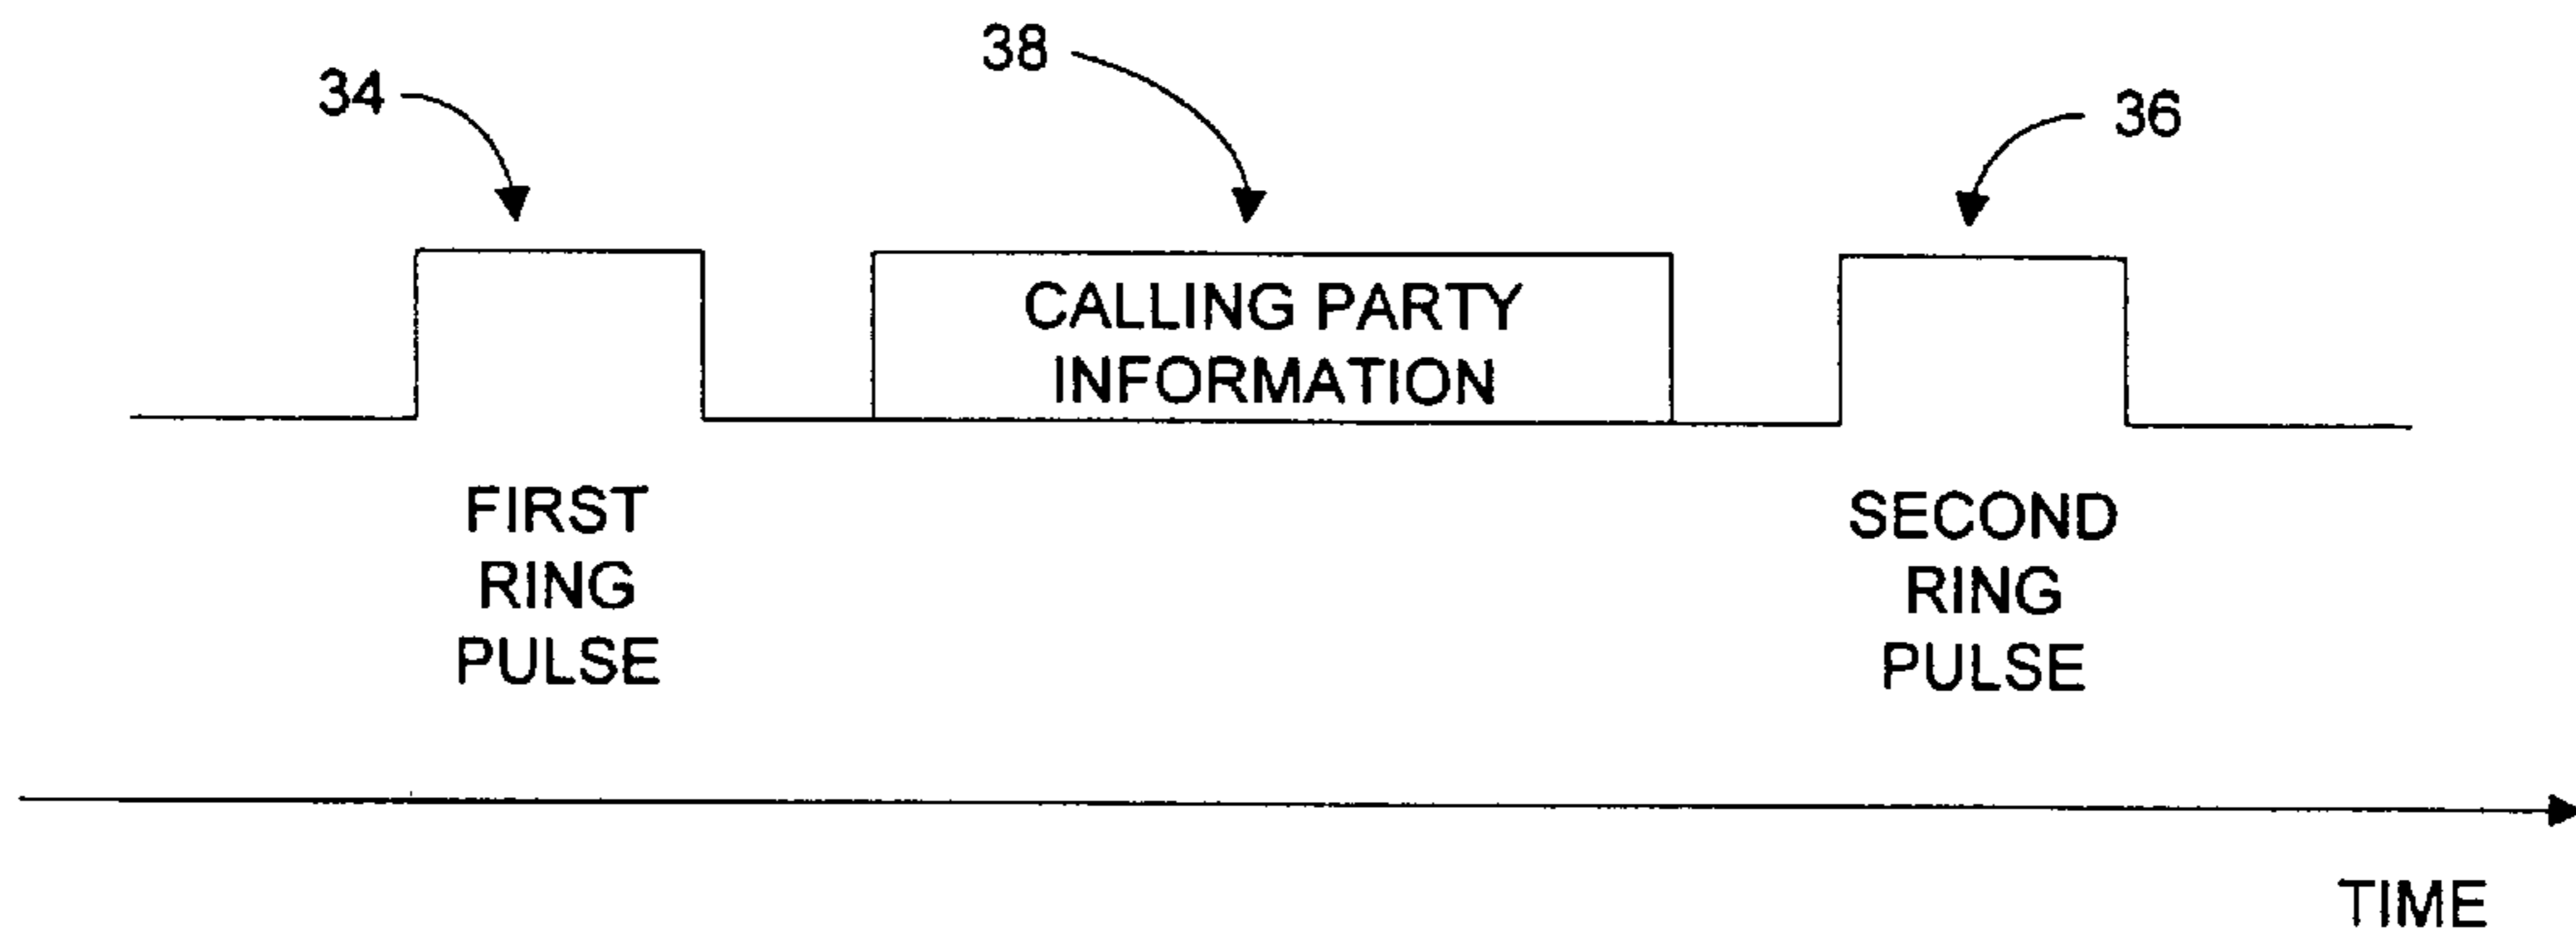 34
38
36
CALLING PARTY
INFORMATION
FIRST
RING
PULSE
SECOND
RING
PULSE
TIME